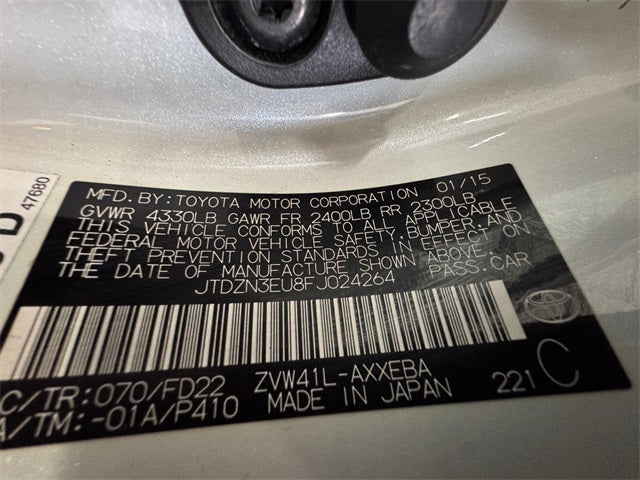 47680
MFD. BY: TOYOTA MOTOR CORPORATION 01/15
GVWR 4330LB GAWR FR 2400LB RR 2300LB
THIS VEHICLE CONFORMS TO ALL APPLICABLE
FEDERAL MOTOR VEHICLE SAFETY, BUMPER, AND
THEFT PREVENTION STANDARDS IN EFFECT ON
THE DATE OF MANUFACTURE SHOWN ABOVE.
JTDZN3EU8FJ024264 PASS. CAR
C/TR:070/FD22 ZVW41L-AXXEBA
A/TM:-01A/P410 MADE IN JAPAN 221 C